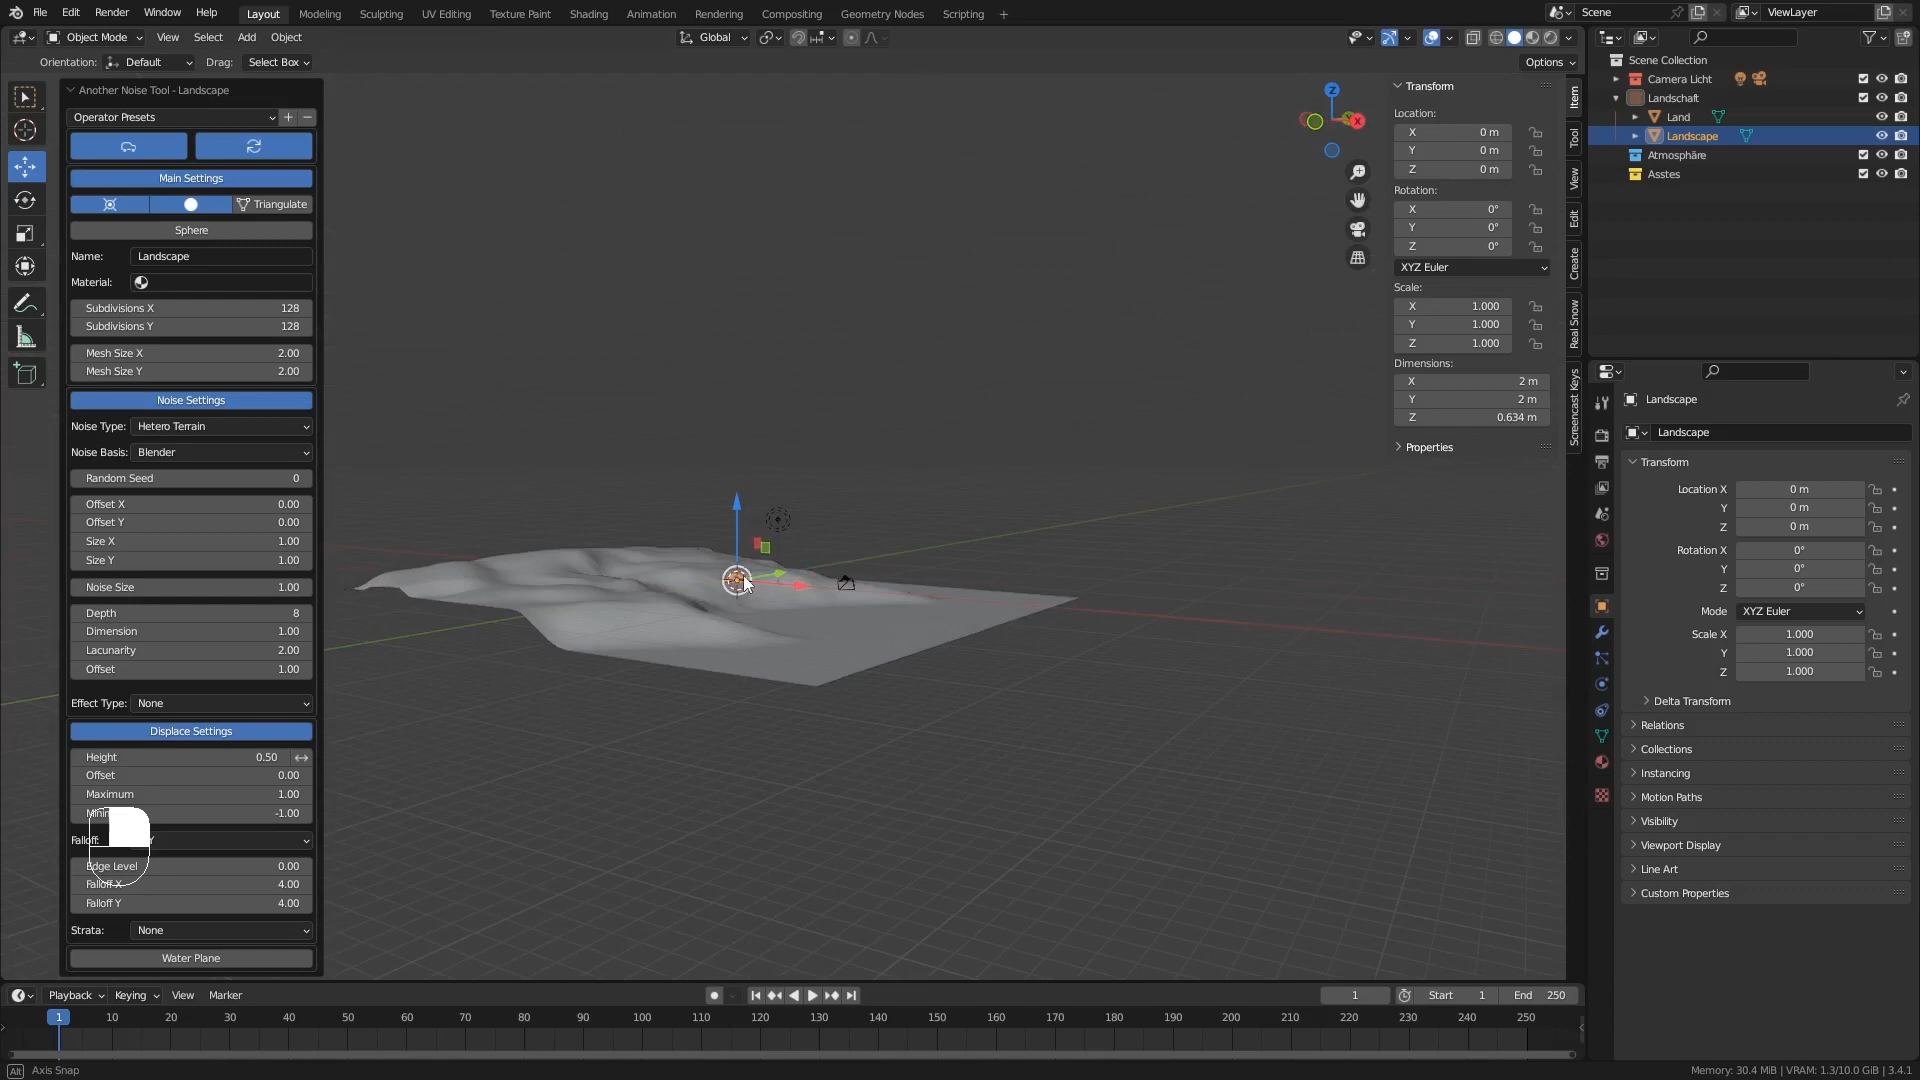 File Edit Render Window Help
Layout Modeling Sculpting UV Editing Texture Paint Shading Animation Rendering Compositing Geometry Nodes Scripting +
Scene
ViewLayer
Object Mode View Select Add Object
Global
Orientation: Default Drag: Select Box
Options
Another Noise Tool - Landscape
Operator Presets
Main Settings
Triangulate
Sphere
Name: Landscape
Material:
Subdivisions X 128
Subdivisions Y 128
Mesh Size X 2.00
Mesh Size Y 2.00
Noise Settings
Noise Type: Hetero Terrain
Noise Basis: Blender
Random Seed 0
Offset X 0.00
Offset Y 0.00
Size X 1.00
Size Y 1.00
Noise Size 1.00
Depth 8
Dimension 1.00
Lacunarity 2.00
Offset 1.00
Effect Type: None
Displace Settings
Height 0.50
Offset 0.00
Maximum 1.00
-1.00
Falloff: Y
Edge Level 0.00
Falloff X 4.00
Falloff Y 4.00
Strata: None
Water Plane
Z
X
Transform
Location:
X 0 m
Y 0 m
Z 0 m
Rotation:
X 0°
Y 0°
Z 0°
XYZ Euler
Scale:
X 1.000
Y 1.000
Z 1.000
Dimensions:
X 2 m
Y 2 m
Z 0.634 m
Properties
Item
Tool
View
Edit
Create
Real Snow
Screencast Keys
Scene Collection
Camera Licht
Landschaft
Land
Landscape
Atmosphäre
Asstes
Landscape
Landscape
Transform
Location X 0 m
Y 0 m
Z 0 m
Rotation X 0°
Y 0°
Z 0°
Mode XYZ Euler
Scale X 1.000
Y 1.000
Z 1.000
Delta Transform
Relations
Collections
Instancing
Motion Paths
Visibility
Viewport Display
Line Art
Custom Properties
Playback Keying View Marker
1 Start 1 End 250
1 10 20 30 40 50 60 70 80 90 100 110 120 130 140 150 160 170 180 190 200 210 220 230 240 250
Alt Axis Snap
Memory: 30.4 MiB | VRAM: 1.3/10.0 GiB | 3.4.1